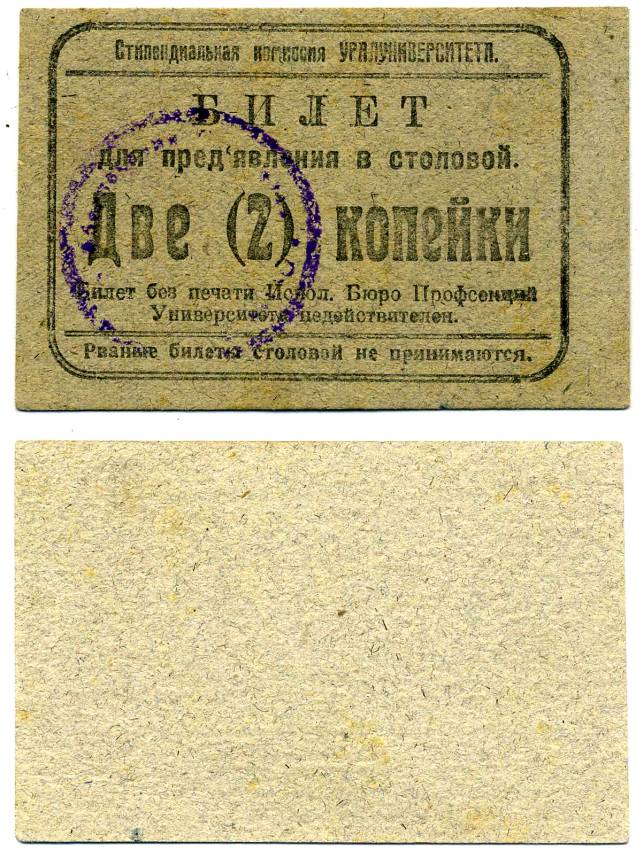 Стипендиальная комиссия УРАЛУНИВЕРСИТЕТА.
БИЛЕТ
для пред'явления в столовой.
Две (2) копейки
Билет без печати Испол. Бюро Профсекций
Университета недействителен.
Рваные билеты столовой не принимаются.